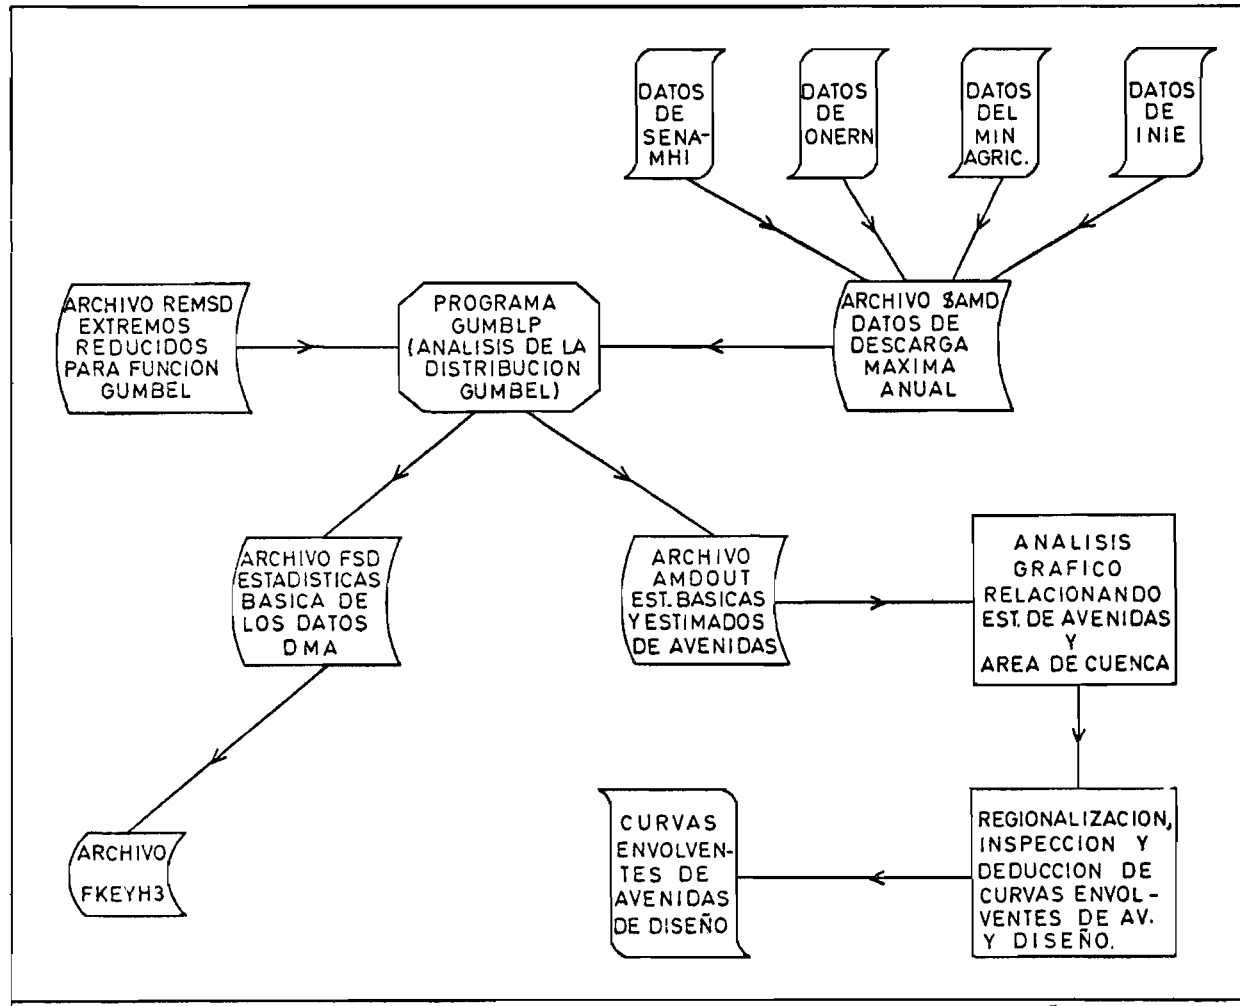 DATOS
DE
SENA-
MHI
DATOS
DE
ONERN
DATOS
DEL
MIN
AGRIC.
DATOS
DE
INIE
ARCHIVO REMSD
EXTREMOS
REDUCIDOS
PARA FUNCION
GUMBEL
PROGRAMA
GUMBLP
(ANALISIS DE LA
DISTRIBUCION
GUMBEL)
ARCHIVO $AMD
DATOS DE
DESCARGA
MAXIMA
ANUAL
ARCHIVO FSD
ESTADISTICAS
BASICA DE
LOS DATOS
DMA
ARCHIVO
AMDOUT
EST. BASICAS
Y ESTIMADOS
DE AVENIDAS
ANALISIS
GRAFICO
RELACIONANDO
EST. DE AVENIDAS
Y
AREA DE CUENCA
ARCHIVO
FKEYH3
CURVAS
ENVOLVEN-
TES DE
AVENIDAS
DE DISEÑO
REGIONALIZACION,
INSPECCION Y
DEDUCCION DE
CURVAS ENVOL-
VENTES DE AV.
Y DISEÑO.